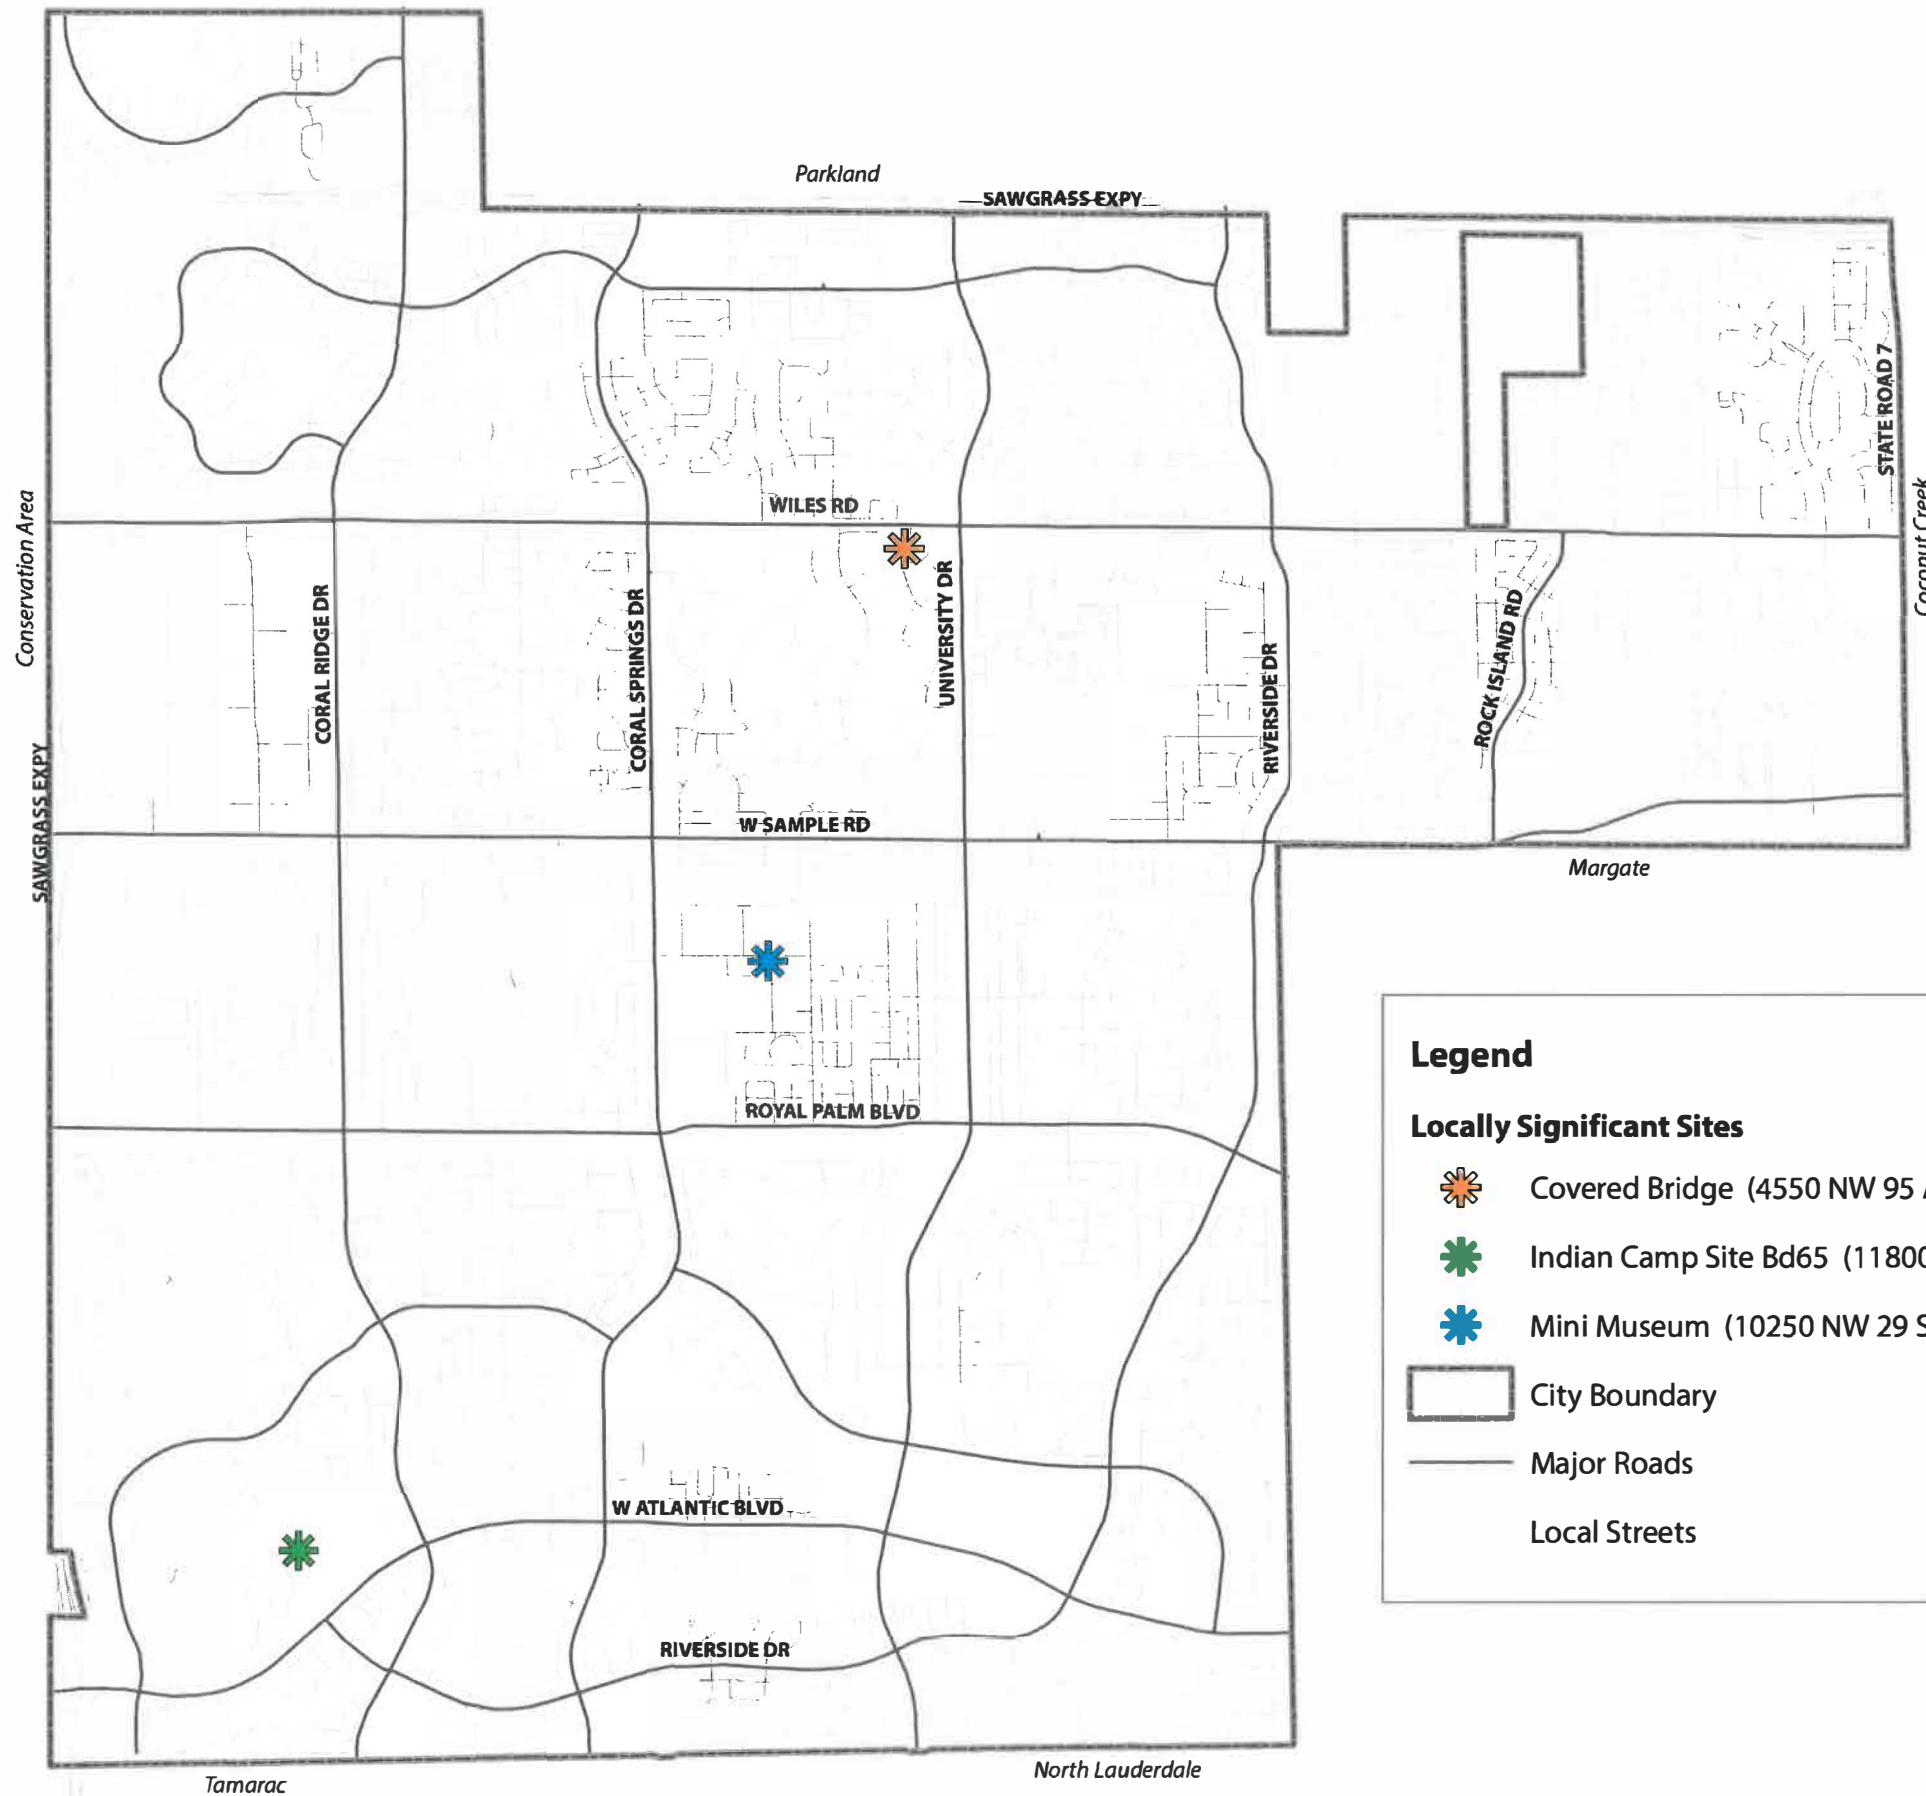 Parkland
SAWGRASS EXPY
STATE ROAD 7
Conservation Area
WILES RD
Coconut Creek
CORAL RIDGE DR
CORAL SPRINGS DR
UNIVERSITY DR
RIVERSIDE DR
ROCK ISLAND RD
SAWGRASS EXPY
W SAMPLE RD
Margate
ROYAL PALM BLVD
Legend
Locally Significant Sites
Covered Bridge (4550 NW 95
Indian Camp Site Bd65 (11800
Mini Museum (10250 NW 29 S
City Boundary
Major Roads
Local Streets
W ATLANTIC BLVD
RIVERSIDE DR
Tamarac
North Lauderdale